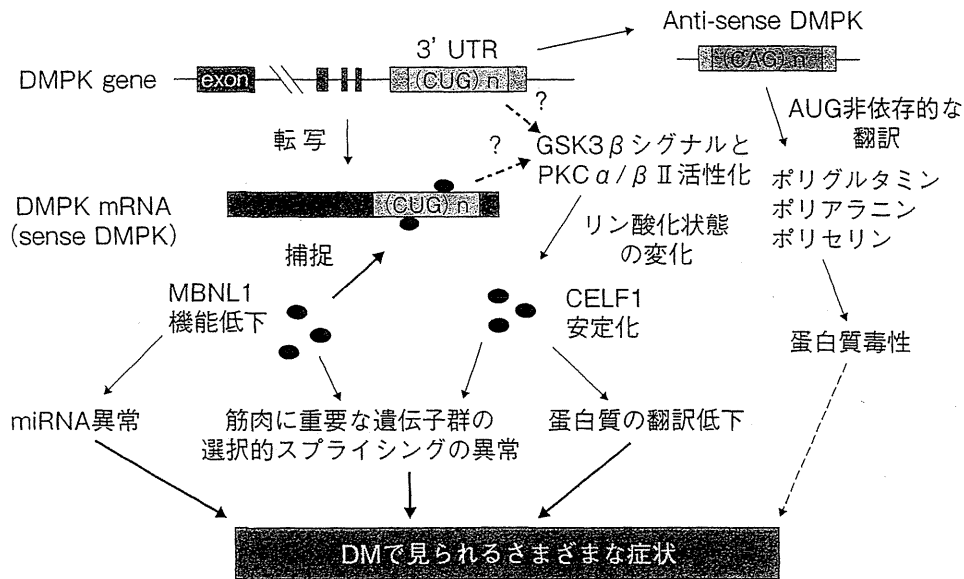 Anti-sense DMPK
3' UTR
DMPK gene
exon
(CUG) n
(CAG) n
?
AUG非依存的な
翻訳
転写
?
GSK3βシグナルと
PKCα/βⅡ活性化
ポリグルタミン
ポリアラニン
ポリセリン
DMPK mRNA
(sense DMPK)
(CUG) n
リン酸化状態
の変化
捕捉
MBNL1
機能低下
CELF1
安定化
蛋白質毒性
miRNA異常
筋肉に重要な遺伝子群の
選択的スプライシングの異常
蛋白質の翻訳低下
DMで見られるさまざまな症状